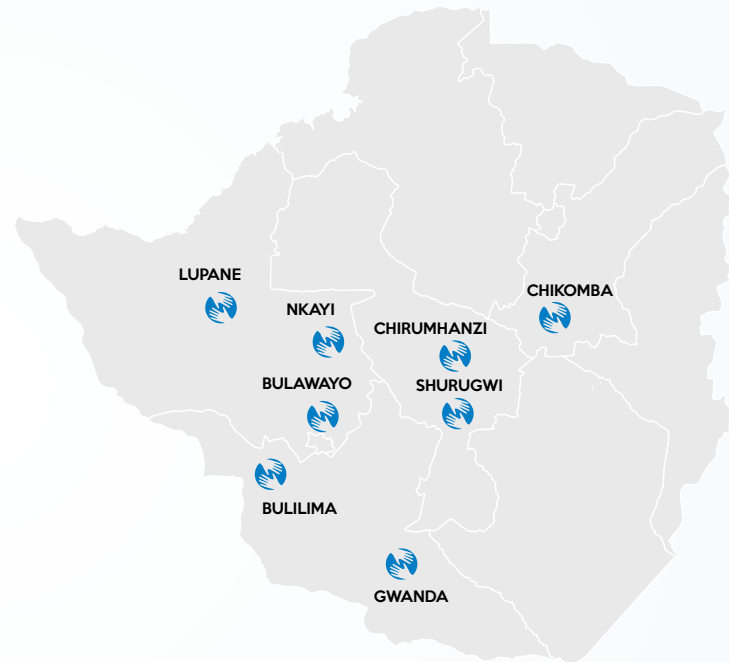 LUPANE
CHIKOMBA
NKAYI
CHIRUMHANZI
BULAWAYO
SHURUGWI
BULILIMA
GWANDA